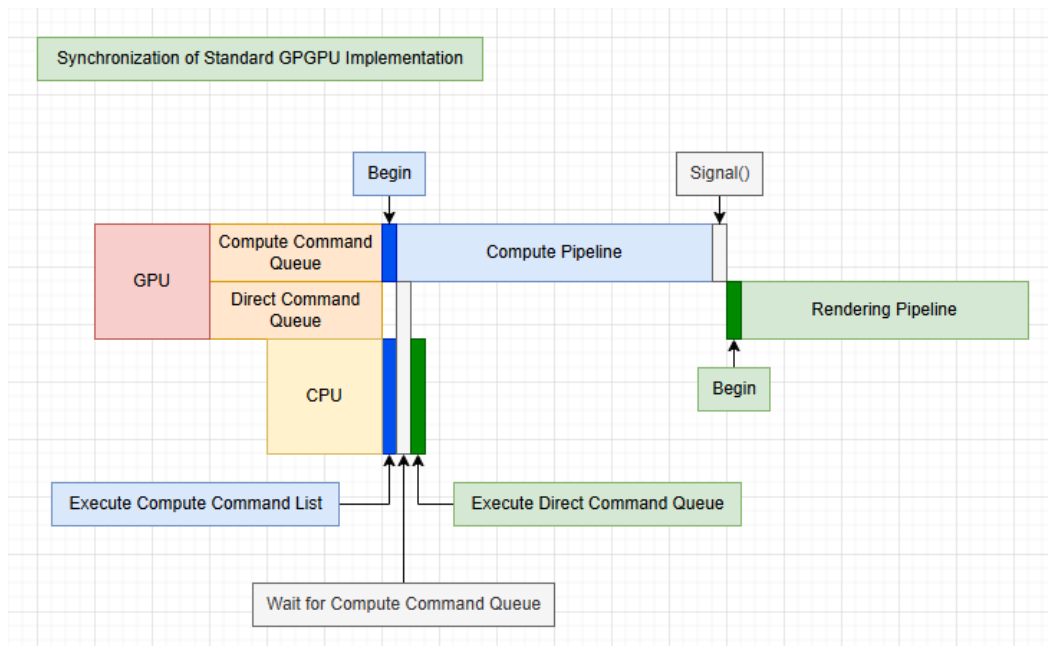 Synchronization of Standard GPGPU Implementation
Begin
Signal()
GPU
Compute Command
Queue
Compute Pipeline
Direct Command
Queue
Rendering Pipeline
CPU
Begin
Execute Compute Command List
Execute Direct Command Queue
Wait for Compute Command Queue